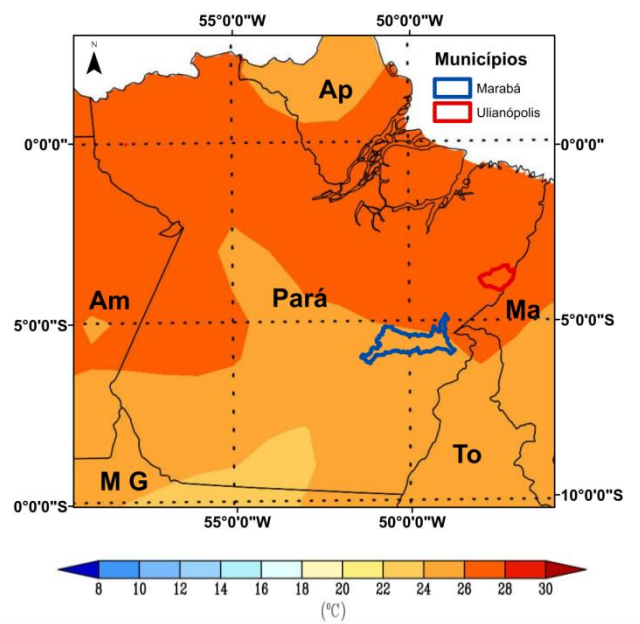 55°0'0"W 50°0'0"W
N
Municípios
Marabá
Ulianópolis
Ap
0°0'0" 0°0'0"
Am Pará Ma
5°0'0"S 5°0'0"S
M G To
0°0'0"S 10°0'0"S
55°0'0"W 50°0'0"W
8 10 12 14 16 18 20 22 24 26 28 30
(°C)